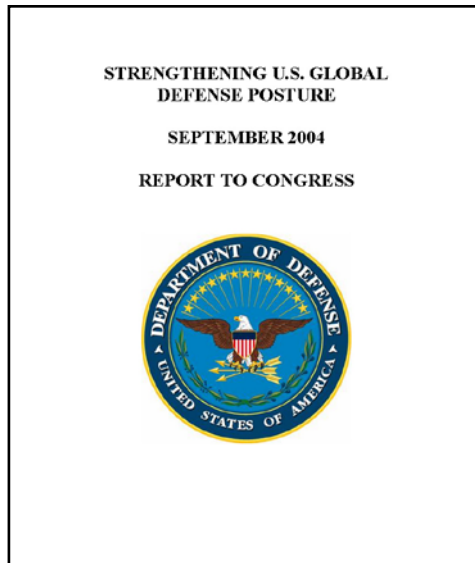 STRENGTHENING U.S. GLOBAL
DEFENSE POSTURE
SEPTEMBER 2004
REPORT TO CONGRESS
DEPARTMENT OF DEFENSE
UNITED STATES OF AMERICA